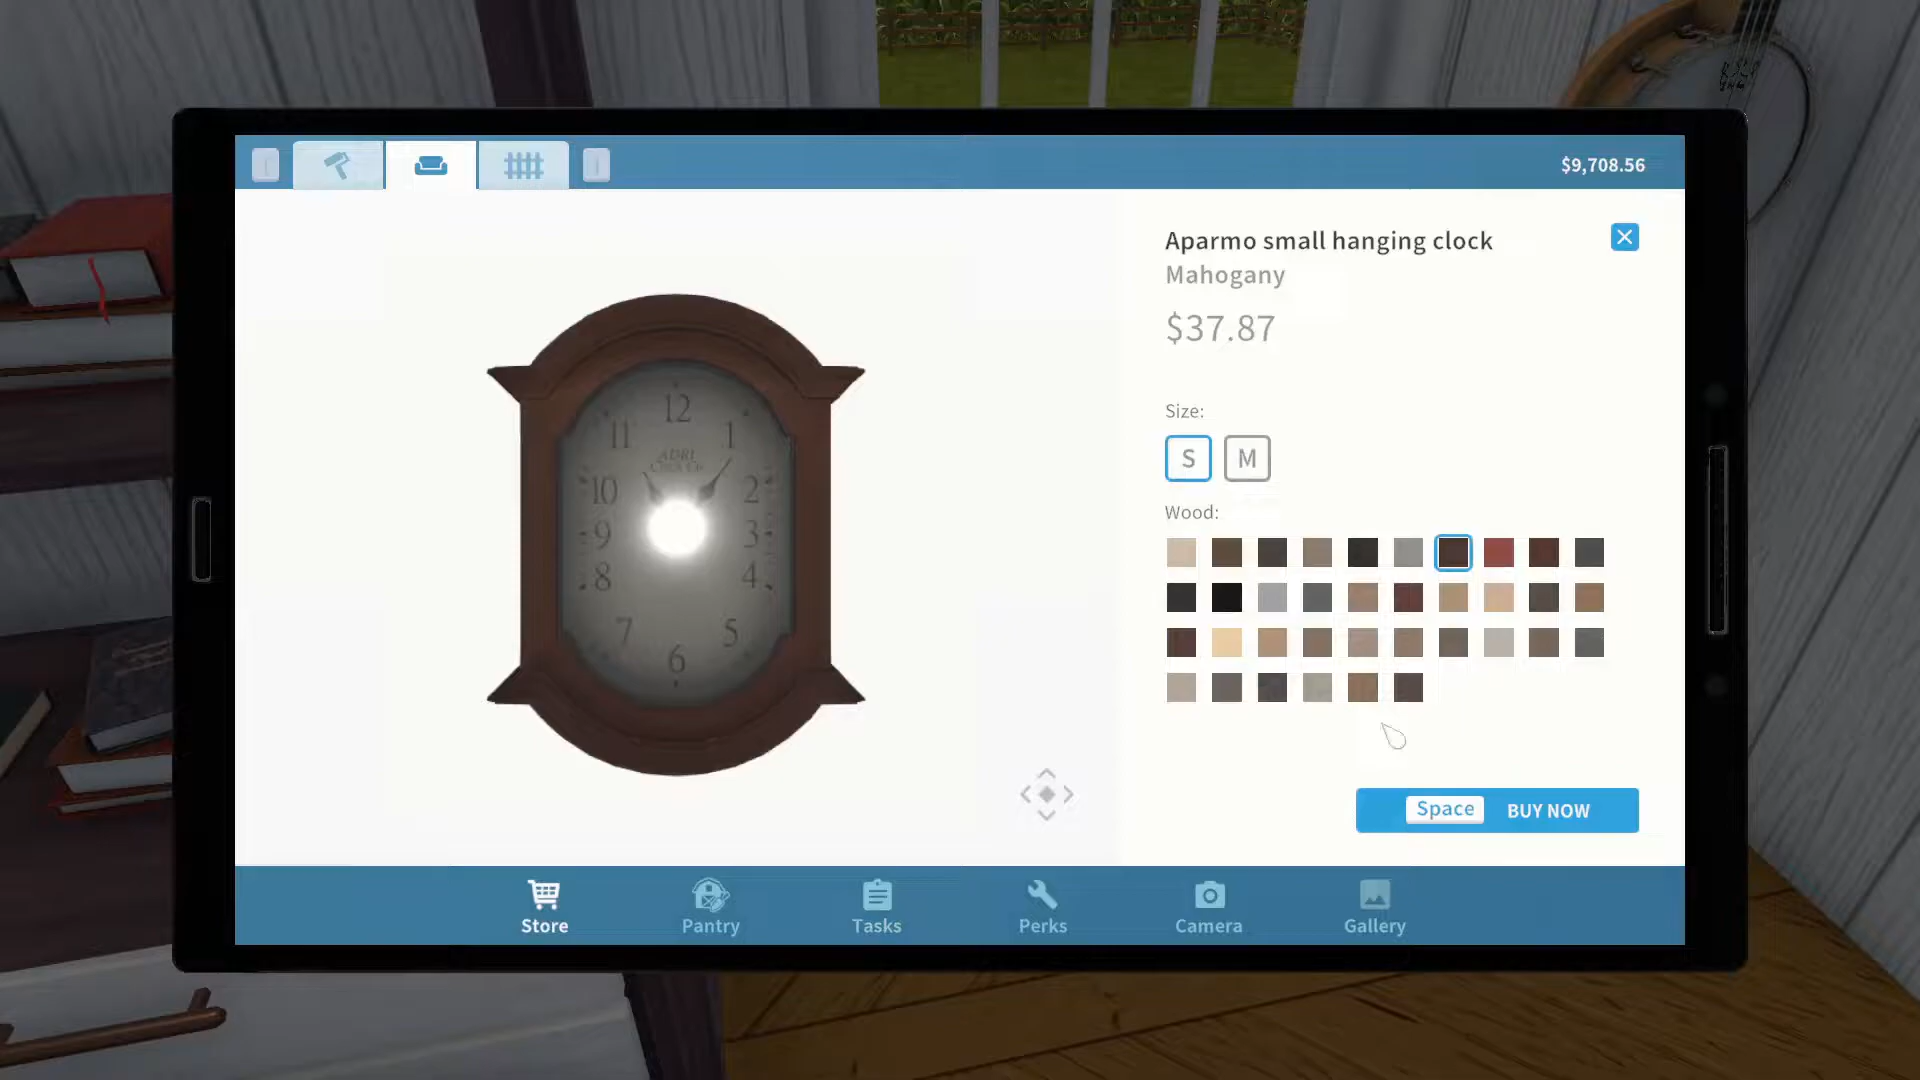 $9,708.56
Aparmo small hanging clock
Mahogany
$37.87
Size:
S M
Wood:
12
11 1
10 2
9 3
8 4
7 5
6
Space BUY NOW
Store Pantry Tasks Perks Camera Gallery